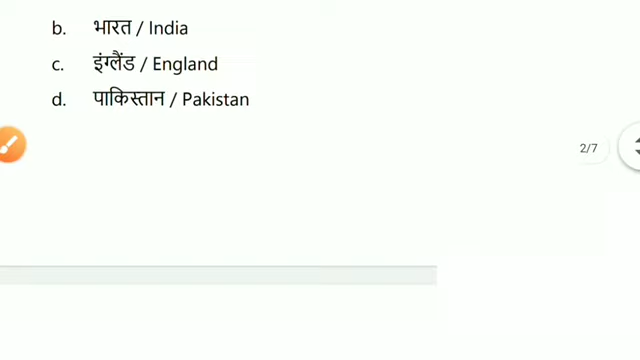 b. भारत / India
c. इंग्लैंड / England
d. पाकिस्तान / Pakistan
2/7